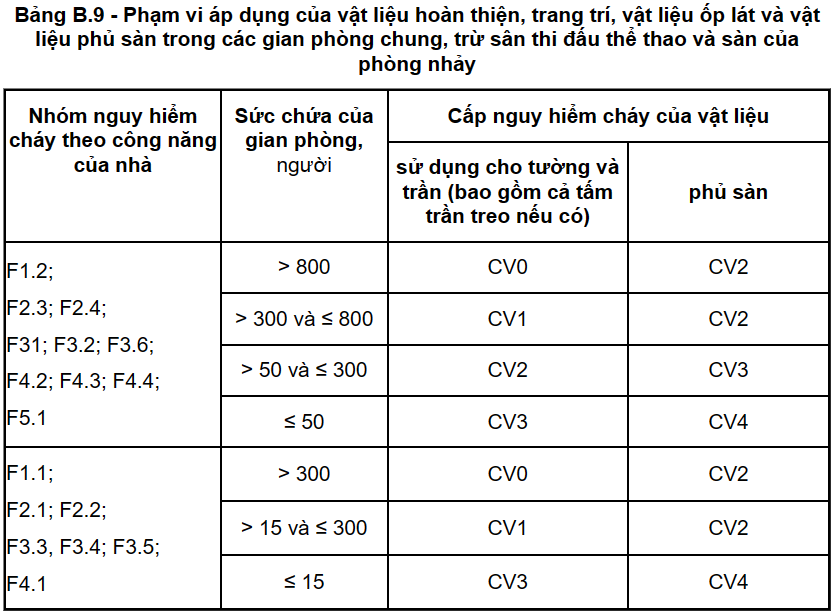 Bảng B.9 - Phạm vi áp dụng của vật liệu hoàn thiện, trang trí, vật liệu ốp lát và vật
liệu phủ sàn trong các gian phòng chung, trừ sân thi đấu thể thao và sàn của
phòng nhảy
Nhóm nguy hiểm
cháy theo công năng
của nhà
Sức chứa của
gian phòng,
người
Cấp nguy hiểm cháy của vật liệu
sử dụng cho tường và
trần (bao gồm cả tấm
trần treo nếu có)
phủ sàn
F1.2;
F2.3; F2.4;
F31; F3.2; F3.6;
F4.2; F4.3; F4.4;
F5.1
> 800
CV0
CV2
> 300 và ≤ 800
CV1
CV2
> 50 và ≤ 300
CV2
CV3
≤ 50
CV3
CV4
F1.1;
F2.1; F2.2;
F3.3, F3.4; F3.5;
F4.1
> 300
CV0
CV2
> 15 và ≤ 300
CV1
CV2
≤ 15
CV3
CV4